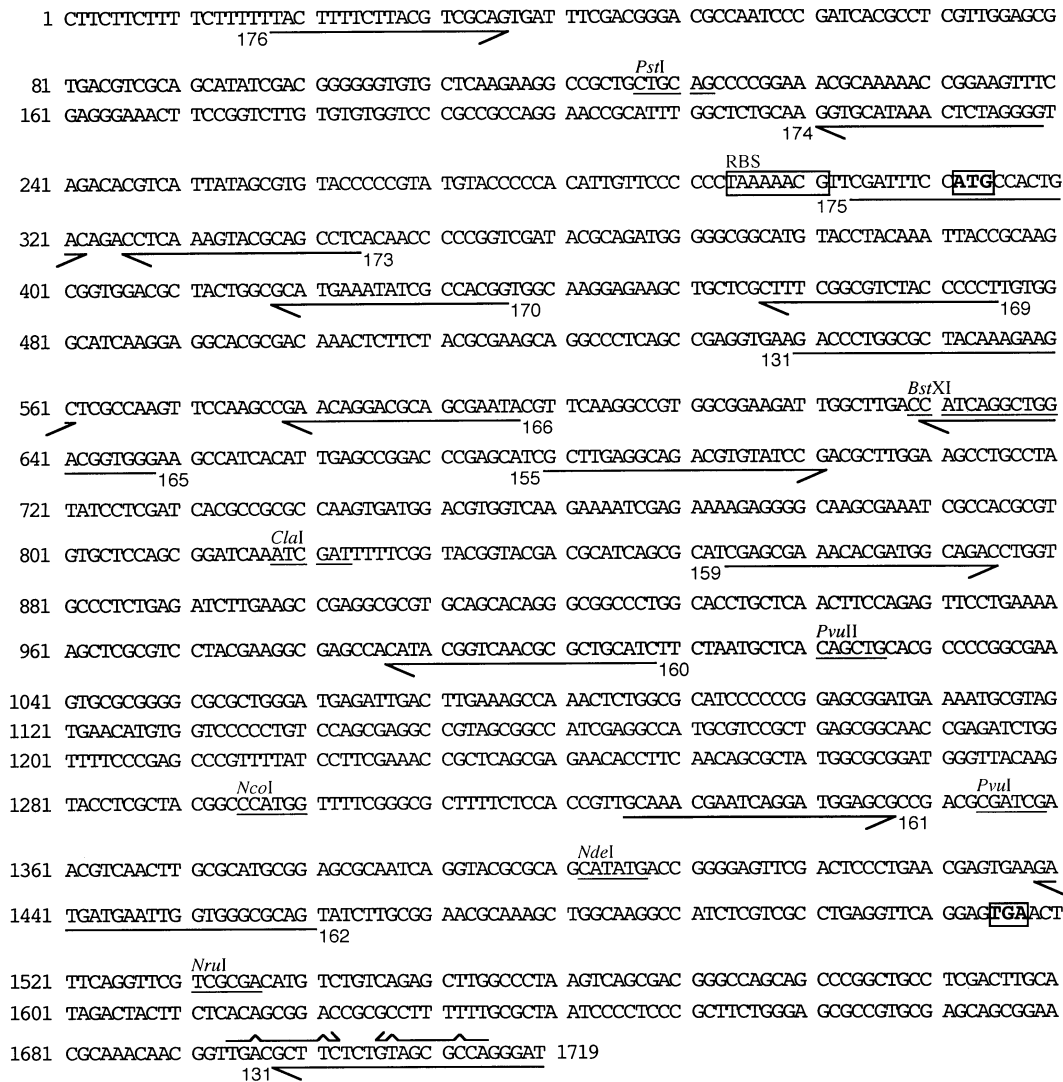 1 CTTCTTCTTT TCTTTTTTAC TTTTCTTACG TCGCAGTGAT TTCGACGGGA CGCCAATCCC GATCACGCCT CGTTGGAGCG
176
PstI
81 TGACGTCGCA GCATATCGAC GGGGGGTGTG CTCAAGAAGG CCGCTGCTGC AGCCCCGGAA ACGCAAAAAC CGGAAGTTTC
161 GAGGGAAACT TCCGGTCTTG TGTGTGGTCC CGCCGCCAGG AACCGCATTT GGCTCTGCAA GGTGCATAAA CTCTAGGGGT
174
RBS
241 AGACACGTCA TTATAGCGTG TACCCCCGTA TGTACCCCCA CATTGTTCCC CCCTAAAAAC GTTCGATTTC CATGCCACTG
175
321 ACAGACCTCA AAGTACGCAG CCTCACAACC CCCGGTCGAT ACGCAGATGG GGGCGGCATG TACCTACAAA TTACCGCAAG
173
401 CGGTGGACGC TACTGGCGCA TGAAATATCG CCACGGTGGC AAGGAGAAGC TGCTCGCTTT CGGCGTCTAC CCCCTTGTGG
170 169
481 GCATCAAGGA GGCACGCGAC AAACTCTTCT ACGCGAAGCA GGCCCTCAGC CGAGGTGAAG ACCCTGGCGC TACAAAGAAG
131
BstXI
561 CTCGCCAAGT TCCAAGCCGA ACAGGACGCA GCGAATACGT TCAAGGCCGT GGCGGAAGAT TGGCTTGACC ATCAGGCTGG
166
641 ACGGTGGGAA GCCATCACAT TGAGCCGGAC CCGAGCATCG CTTGAGGCAG ACGTGTATCC GACGCTTGGA AGCCTGCCTA
165 155
721 TATCCTCGAT CACGCCGCGC CAAGTGATGG ACGTGGTCAA GAAAATCGAG AAAAGAGGGG CAAGCGAAAT CGCCACGCGT
ClaI
801 GTGCTCCAGC GGATCAAATC GATTTTTCGG TACGGTACGA CGCATCAGCG CATCGAGCGA AACACGATGG CAGACCTGGT
159
881 GCCCTCTGAG ATCTTGAAGC CGAGGCGCGT GCAGCACAGG GCGGCCCTGG CACCTGCTCA ACTTCCAGAG TTCCTGAAAA
PvuII
961 AGCTCGCGTC CTACGAAGGC GAGCCACATA CGGTCAACGC GCTGCATCTT CTAATGCTCA CAGCTGCACG CCCCGGCGAA
160
1041 GTGCGCGGGG CGCGCTGGGA TGAGATTGAC TTGAAAGCCA AACTCTGGCG CATCCCCCCG GAGCGGATGA AAATGCGTAG
1121 TGAACATGTG GTCCCCCTGT CCAGCGAGGC CGTAGCGGCC ATCGAGGCCA TGCGTCCGCT GAGCGGCAAC CGAGATCTGG
1201 TTTTCCCGAG CCCGTTTTAT CCTTCGAAAC CGCTCAGCGA GAACACCTTC AACAGCGCTA TGGCGCGGAT GGGTTACAAG
NcoI PvuI
1281 TACCTCGCTA CGGCCCATGG TTTTCGGGCG CTTTTCTCCA CCGTTGCAAA CGAATCAGGA TGGAGCGCCG ACGCGATCGA
161
NdeI
1361 ACGTCAACTT GCGCATGCGG AGCGCAATCA GGTACGCGCA GCATATGACC GGGGAGTTCG ACTCCCTGAA CGAGTGAAGA
1441 TGATGAATTG GTGGGCGCAG TATCTTGCGG AACGCAAAGC TGGCAAGGCC ATCTCGTCGC CTGAGGTTCA GGAGTGAACT
162
NruI
1521 TTCAGGTTCG TCGCGACATG TCTGTCAGAG CTTGGCCCTA AGTCAGCGAC GGGCCAGCAG CCCGGCTGCC TCGACTTGCA
1601 TAGACTACTT CTCACAGCGG ACCGCGCCTT TTTGCGCTAA TCCCCTCCCC GCTTCTGGGA GCGCCGTGCG AGCAGCGGAA
1681 CGCAAACAAC GGTTGACGCT TCTCTGTAGC GCCAGGGAT 1719
131